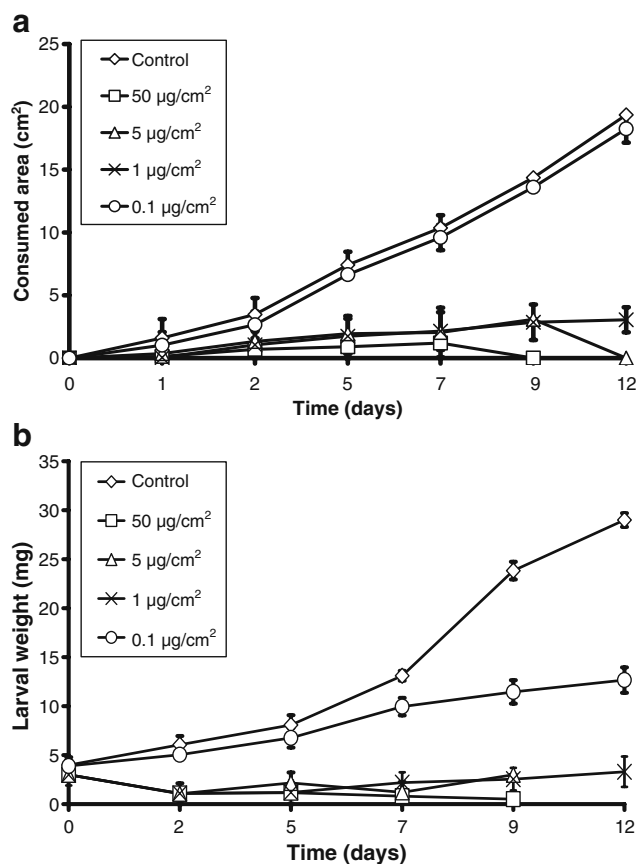 a
Consumed area (cm²)
25
20
15
10
5
0
Control
50 µg/cm²
5 µg/cm²
1 µg/cm²
0.1 µg/cm²
0 1 2 5 7 9 12
Time (days)
b
Larval weight (mg)
35
30
25
20
15
10
5
0
Control
50 µg/cm²
5 µg/cm²
1 µg/cm²
0.1 µg/cm²
0 2 5 7 9 12
Time (days)